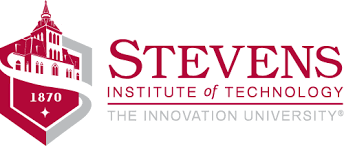 1870
STEVENS
INSTITUTE of TECHNOLOGY
THE INNOVATION UNIVERSITY®